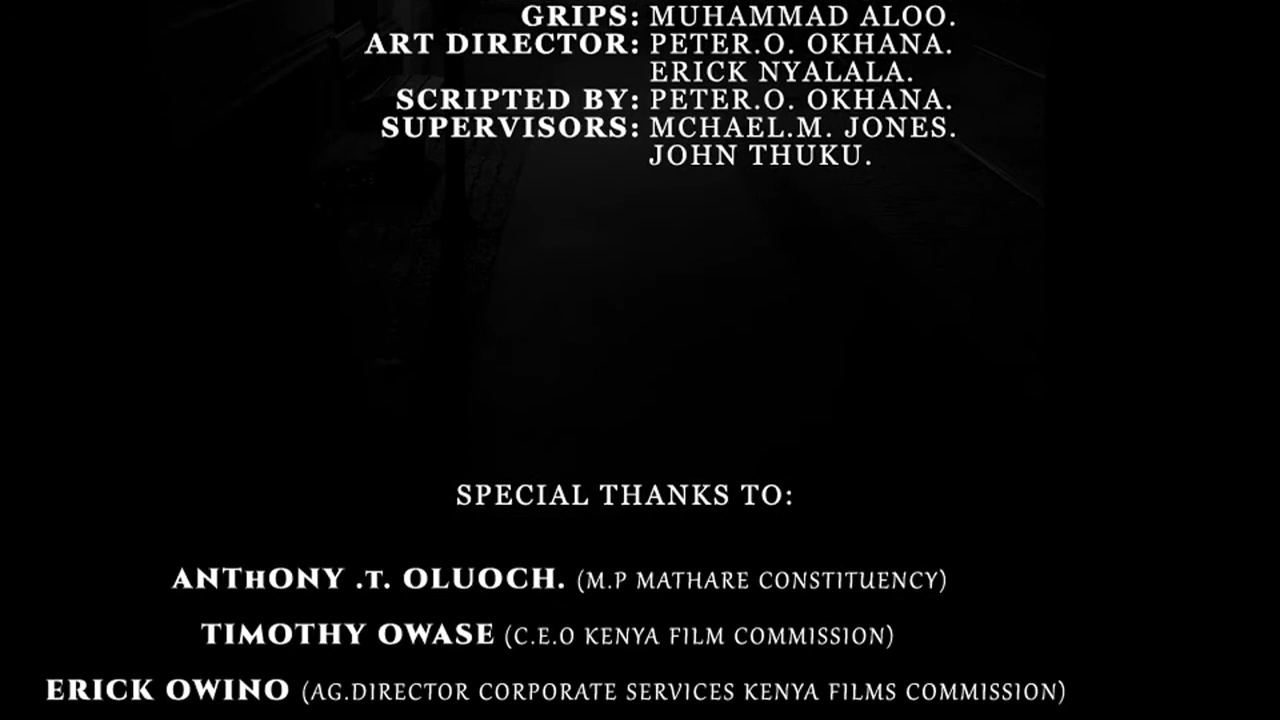 GRIPS: MUHAMMAD ALOO.
ART DIRECTOR: PETER.O. OKHANA.
ERICK NYALALA.
SCRIPTED BY: PETER.O. OKHANA.
SUPERVISORS: MCHAEL.M. JONES.
JOHN THUKU.
SPECIAL THANKS TO:
ANTHONY .T. OLUOCH. (M.P MATHARE CONSTITUENCY)
TIMOTHY OWASE (C.E.O KENYA FILM COMMISSION)
ERICK OWINO (AG.DIRECTOR CORPORATE SERVICES KENYA FILMS COMMISSION)